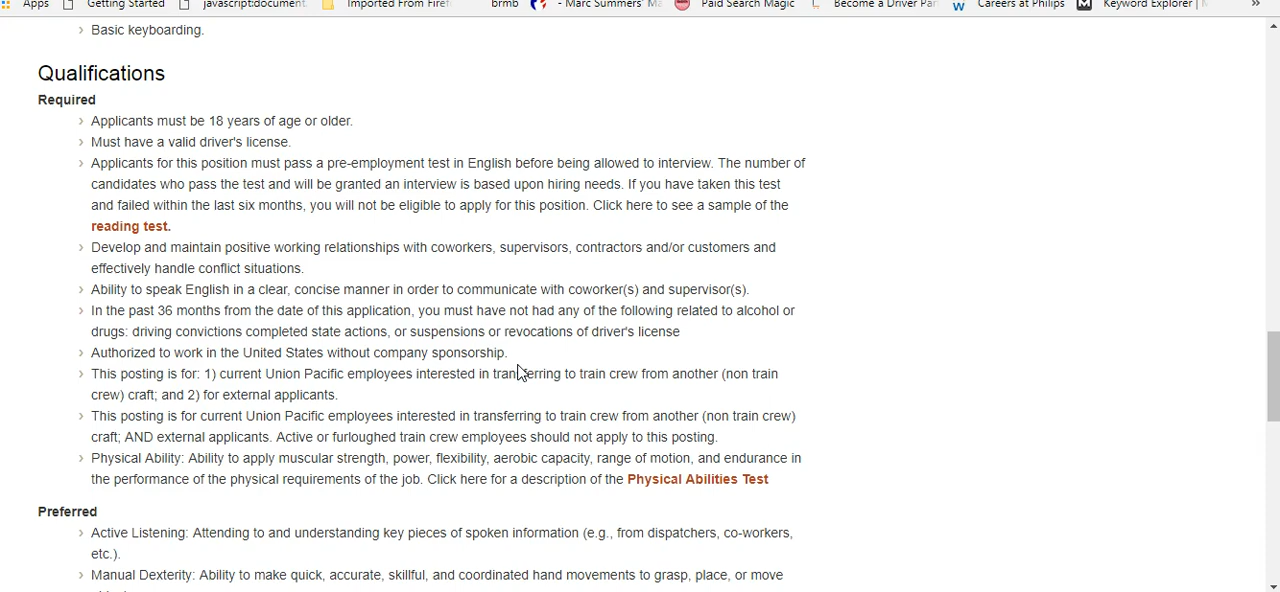 Apps Getting Started javascript:document. Imported From Firef brmb - Marc Summers' Ma Paid Search Magic Become a Driver Par Careers at Philips Keyword Explorer | M »
› Basic keyboarding.
Qualifications
Required
› Applicants must be 18 years of age or older.
› Must have a valid driver's license.
› Applicants for this position must pass a pre-employment test in English before being allowed to interview. The number of
candidates who pass the test and will be granted an interview is based upon hiring needs. If you have taken this test
and failed within the last six months, you will not be eligible to apply for this position. Click here to see a sample of the
reading test.
› Develop and maintain positive working relationships with coworkers, supervisors, contractors and/or customers and
effectively handle conflict situations.
› Ability to speak English in a clear, concise manner in order to communicate with coworker(s) and supervisor(s).
› In the past 36 months from the date of this application, you must have not had any of the following related to alcohol or
drugs: driving convictions completed state actions, or suspensions or revocations of driver's license
› Authorized to work in the United States without company sponsorship.
› This posting is for: 1) current Union Pacific employees interested in transferring to train crew from another (non train
crew) craft; and 2) for external applicants.
› This posting is for current Union Pacific employees interested in transferring to train crew from another (non train crew)
craft; AND external applicants. Active or furloughed train crew employees should not apply to this posting.
› Physical Ability: Ability to apply muscular strength, power, flexibility, aerobic capacity, range of motion, and endurance in
the performance of the physical requirements of the job. Click here for a description of the Physical Abilities Test
Preferred
› Active Listening: Attending to and understanding key pieces of spoken information (e.g., from dispatchers, co-workers,
etc.).
› Manual Dexterity: Ability to make quick, accurate, skillful, and coordinated hand movements to grasp, place, or move